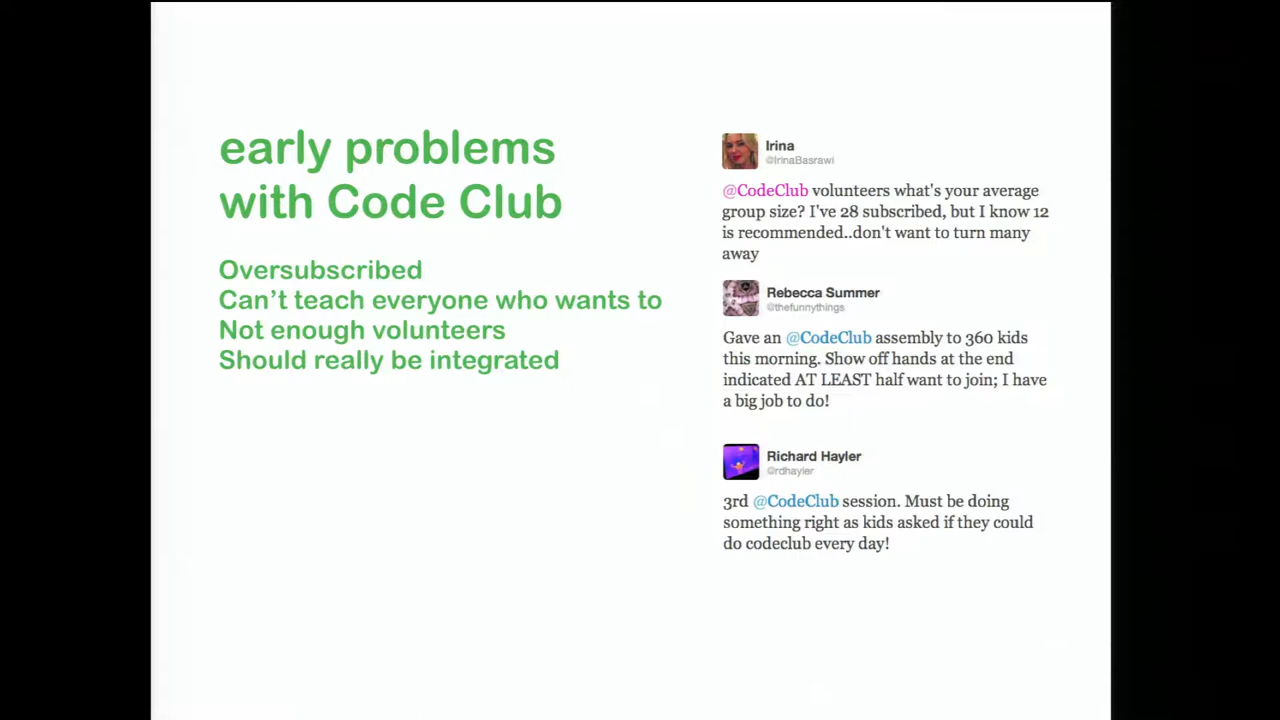 early problems
with Code Club
Oversubscribed
Can't teach everyone who wants to
Not enough volunteers
Should really be integrated
Irina
@IrinaBasrawi
@CodeClub volunteers what's your average
group size? I've 28 subscribed, but I know 12
is recommended..don't want to turn many
away
Rebecca Summer
@thefunnythings
Gave an @CodeClub assembly to 360 kids
this morning. Show off hands at the end
indicated AT LEAST half want to join; I have
a big job to do!
Richard Hayler
@rdhayler
3rd @CodeClub session. Must be doing
something right as kids asked if they could
do codeclub every day!